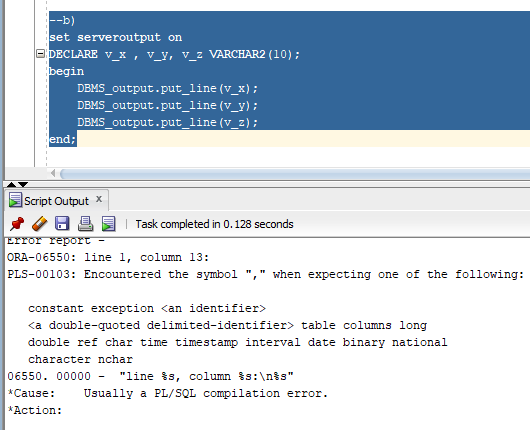 --b)
set serveroutput on
DECLARE v_x , v_y, v_z VARCHAR2(10);
begin
    DBMS_output.put_line(v_x);
    DBMS_output.put_line(v_y);
    DBMS_output.put_line(v_z);
end;
Script Output x
Task completed in 0.128 seconds
Error report -
ORA-06550: line 1, column 13:
PLS-00103: Encountered the symbol "," when expecting one of the following:
   constant exception <an identifier>
   <a double-quoted delimited-identifier> table columns long
   double ref char time timestamp interval date binary national
   character nchar
06550. 00000 -  "line %s, column %s:\n%s"
*Cause:    Usually a PL/SQL compilation error.
*Action: